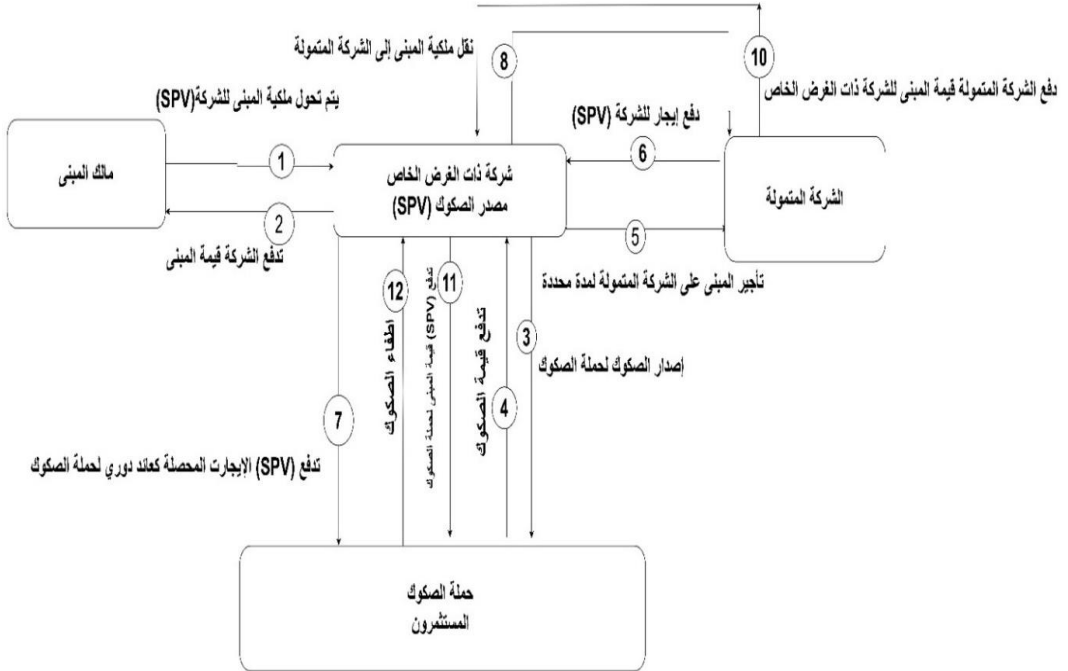 نقل ملكية المبنى إلى الشركة المتمولة
8
10
دفع الشركة المتمولة قيمة المبنى للشركة ذات الغرض الخاص
يتم تحول ملكية المبنى للشركة(SPV)
دفع إيجار للشركة (SPV)
6
1
مالك المبنى
شركة ذات الغرض الخاص
مصدر الصكوك (SPV)
الشركة المتمولة
2
تدفع الشركة قيمة المبنى
5
تأجير المبنى على الشركة المتمولة لمدة محددة
12
اطفاء الصكوك
11
تدفع (SPV) قيمة المبنى لحملة الصكوك
تدفع قيمة الصكوك
4
3
إصدار الصكوك لحملة الصكوك
7
تدفع (SPV) الإيجارت المحصلة كعائد دوري لحملة الصكوك
حملة الصكوك
المستثمرون